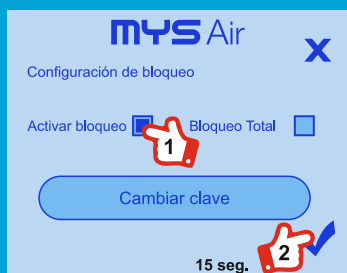 mys Air
X
Configuración de bloqueo
Activar bloqueo Bloqueo Total
1
Cambiar clave
15 seg. 2